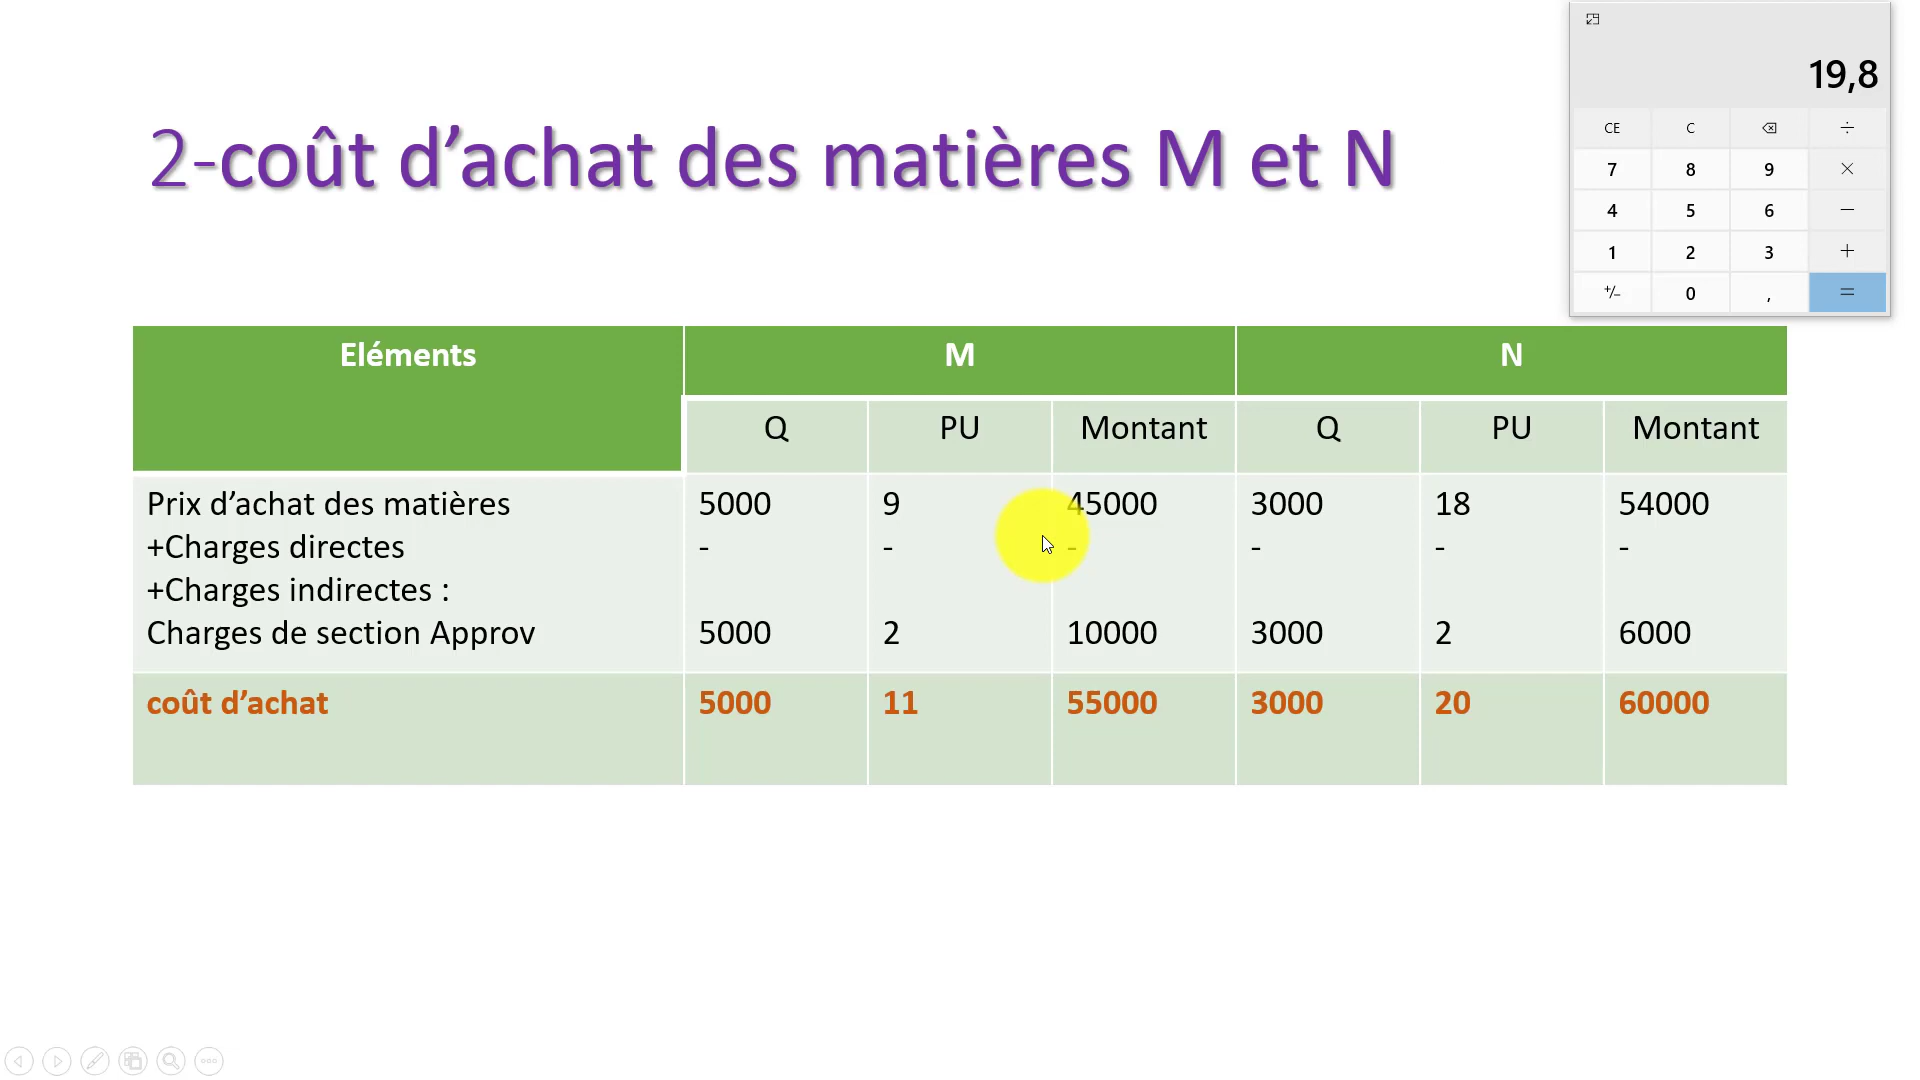 19,8
CE C ⌫ ÷
7 8 9 ×
4 5 6 −
1 2 3 +
+/− 0 , =
2-coût d’achat des matières M et N
Eléments M N
Q PU Montant Q PU Montant
Prix d’achat des matières 5000 9 45000 3000 18 54000
+Charges directes - - - - - -
+Charges indirectes :
Charges de section Approv 5000 2 10000 3000 2 6000
coût d’achat 5000 11 55000 3000 20 60000